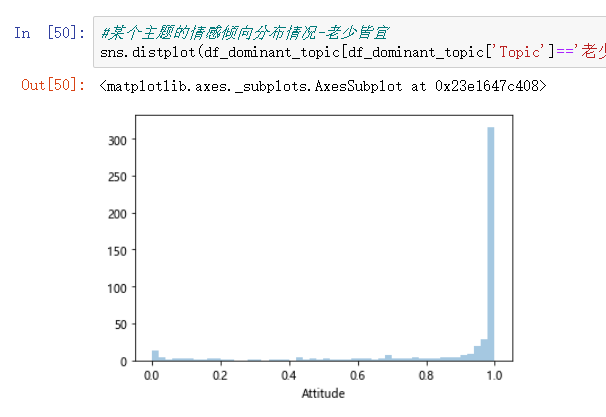 In [50]:
#某个主题的情感倾向分布情况-老少皆宜
sns.distplot(df_dominant_topic[df_dominant_topic['Topic']=='老少
Out[50]:
<matplotlib.axes._subplots.AxesSubplot at 0x23e1647c408>
300
250
200
150
100
50
0
0.0 0.2 0.4 0.6 0.8 1.0
Attitude